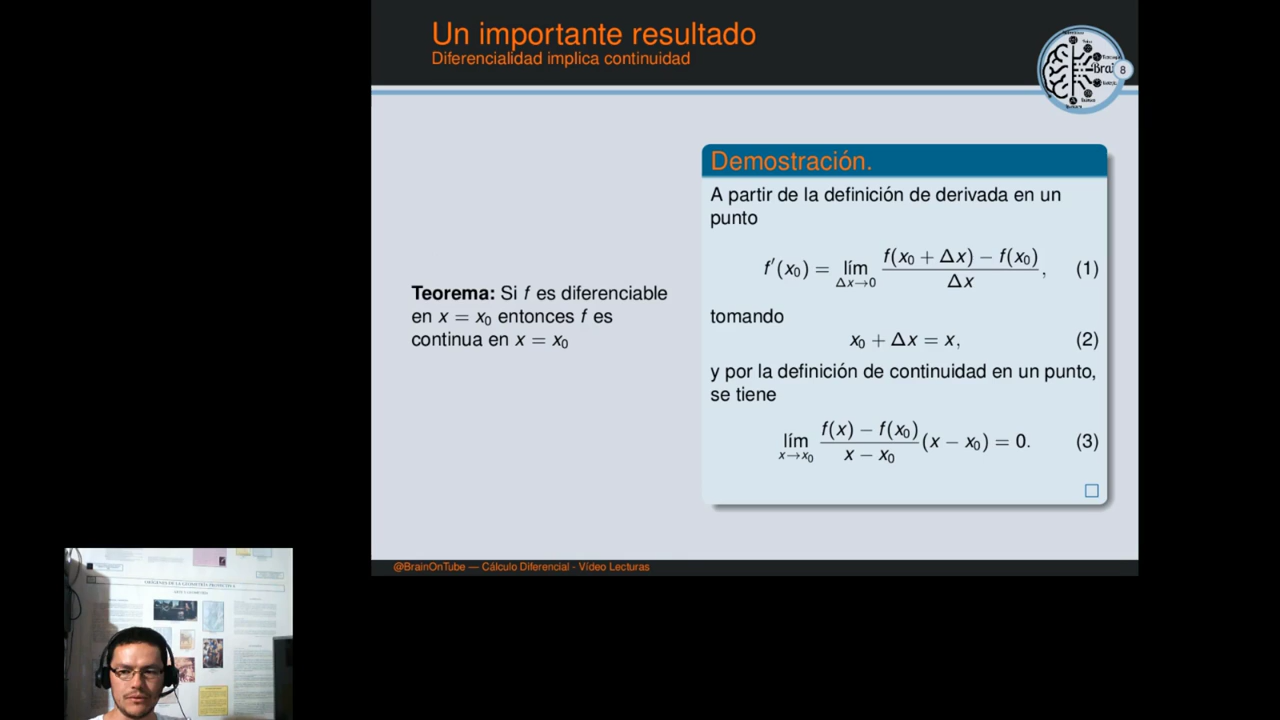 Un importante resultado
Diferencialidad implica continuidad
Brai
8
Teorema: Si f es diferenciable
en x = x₀ entonces f es
continua en x = x₀
Demostración.
A partir de la definición de derivada en un
punto
f′(x₀) = lím_{Δx→0} \frac{f(x₀ + Δx) − f(x₀)}{Δx}, (1)
tomando
x₀ + Δx = x, (2)
y por la definición de continuidad en un punto,
se tiene
lím_{x→x₀} \frac{f(x) − f(x₀)}{x − x₀}(x − x₀) = 0. (3)
@BrainOnTube — Cálculo Diferencial - Vídeo Lecturas